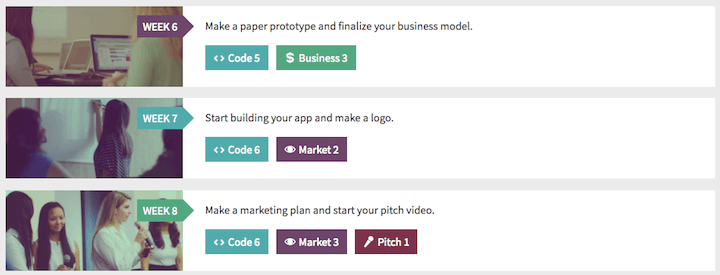 WEEK 6
Make a paper prototype and finalize your business model.
<> Code 5 $ Business 3
WEEK 7
Start building your app and make a logo.
<> Code 6 Market 2
WEEK 8
Make a marketing plan and start your pitch video.
<> Code 6 Market 3 Pitch 1